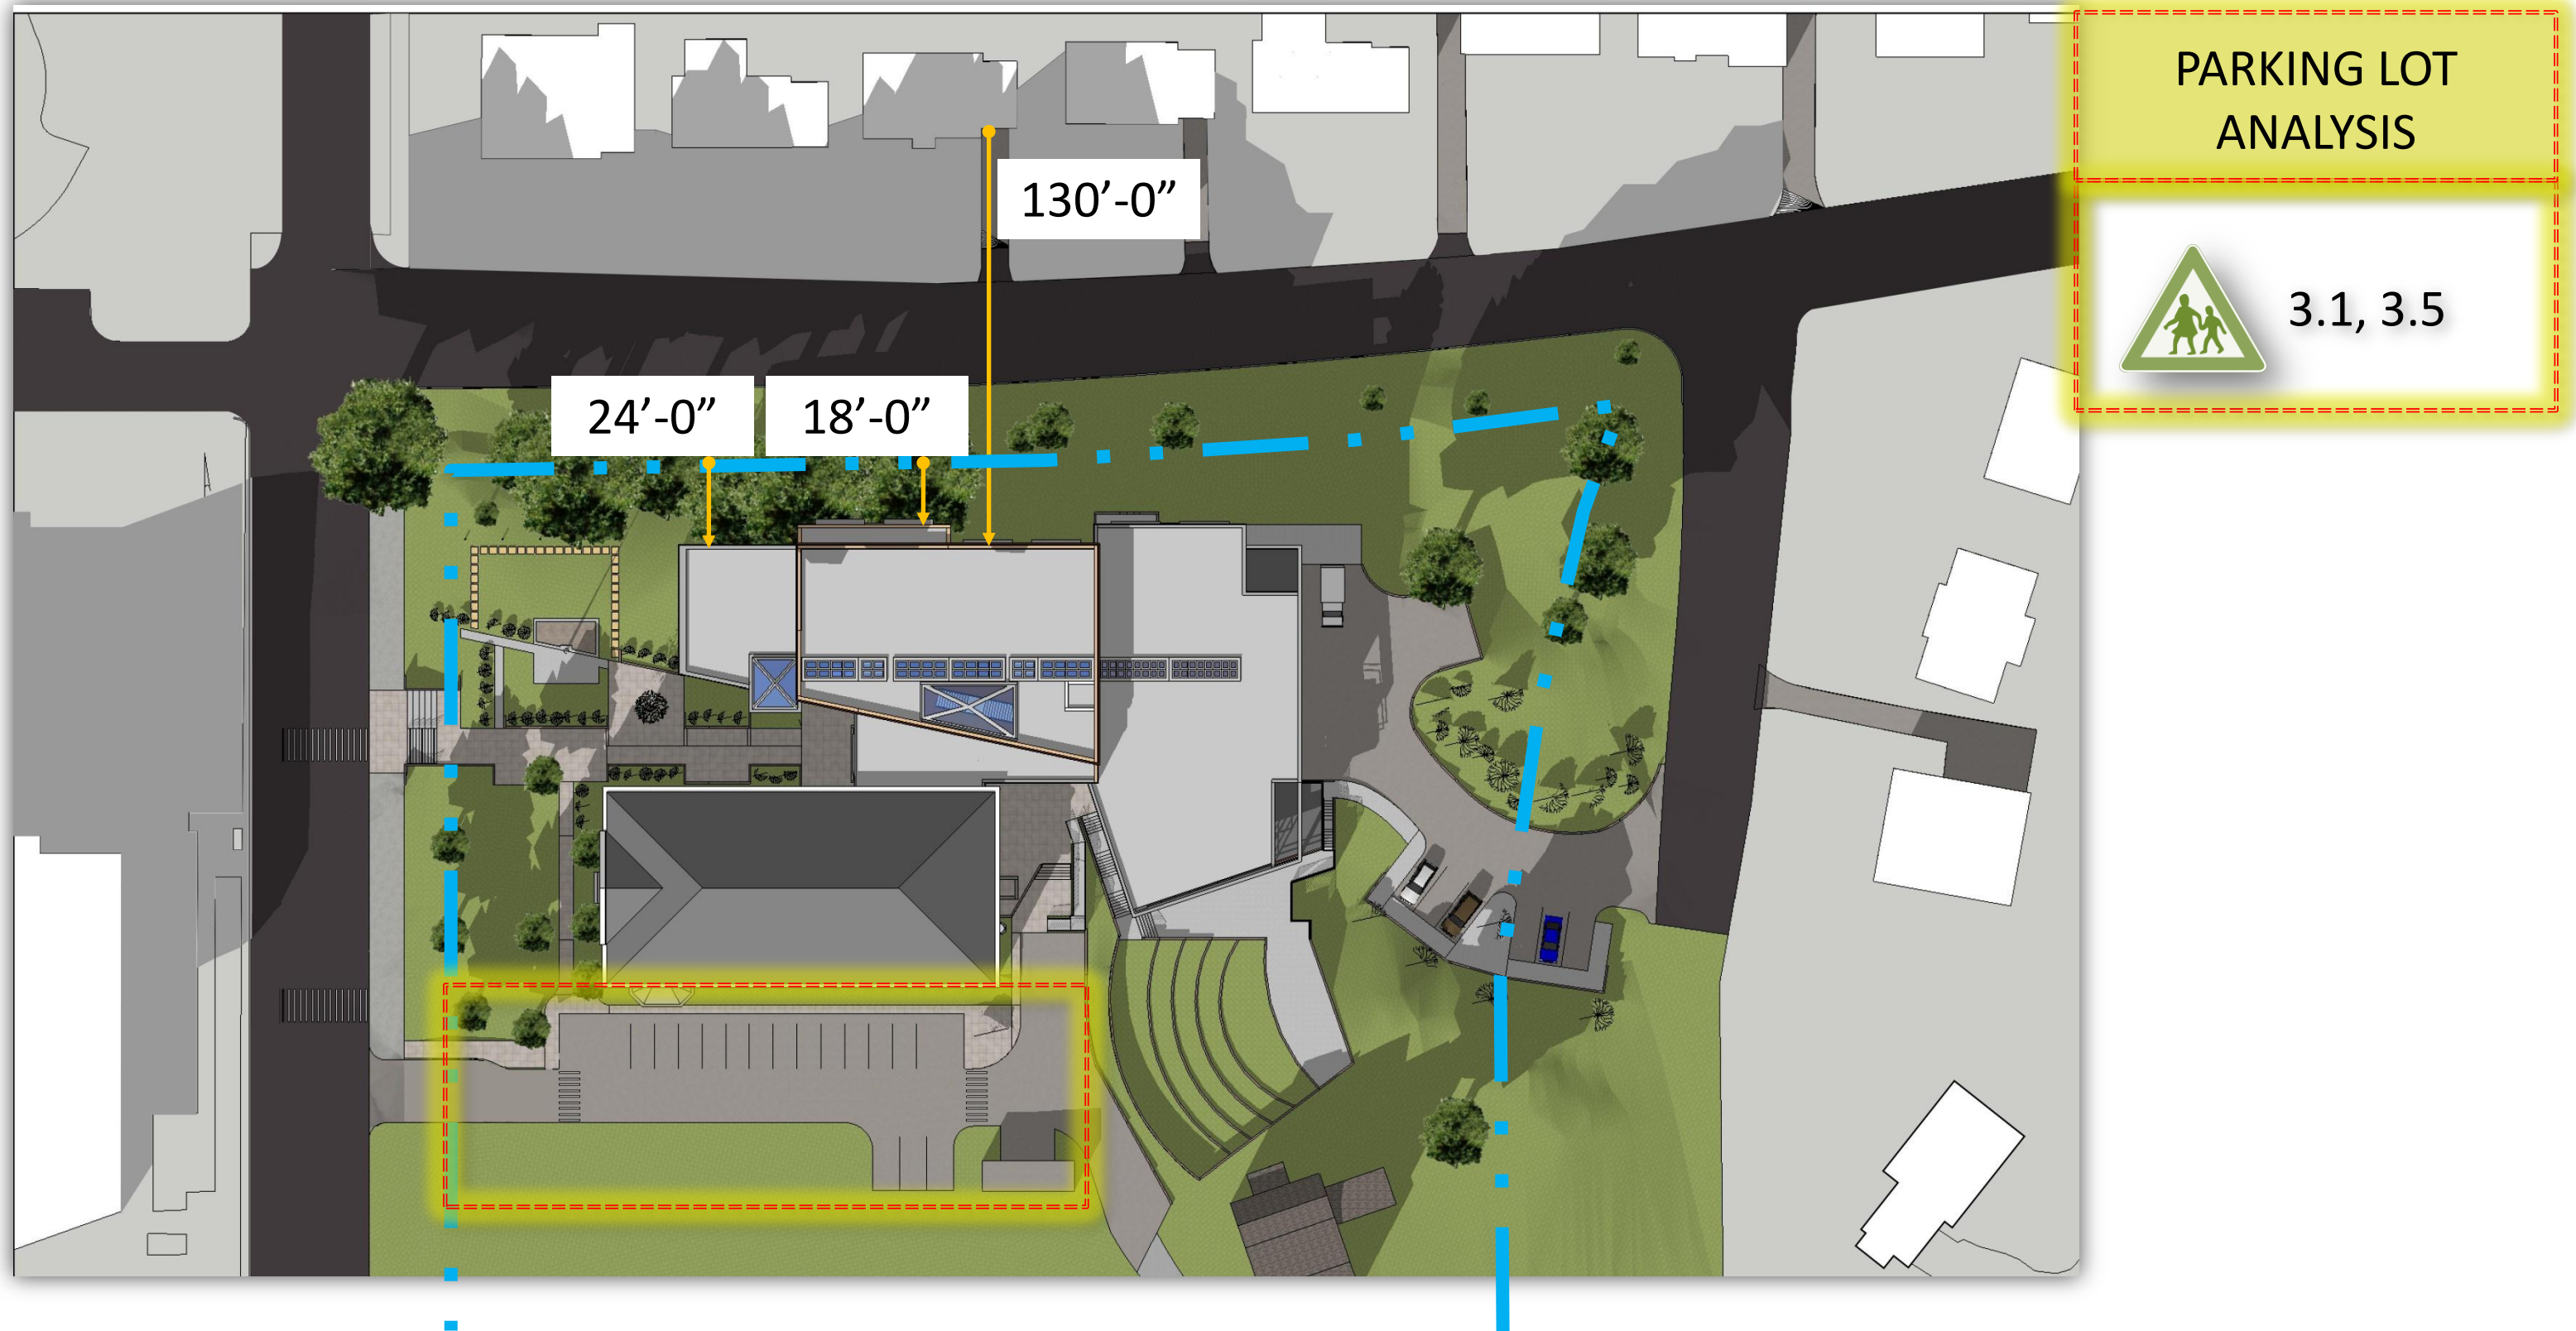 PARKING LOT
ANALYSIS
3.1, 3.5
130’-0”
24’-0”
18’-0”